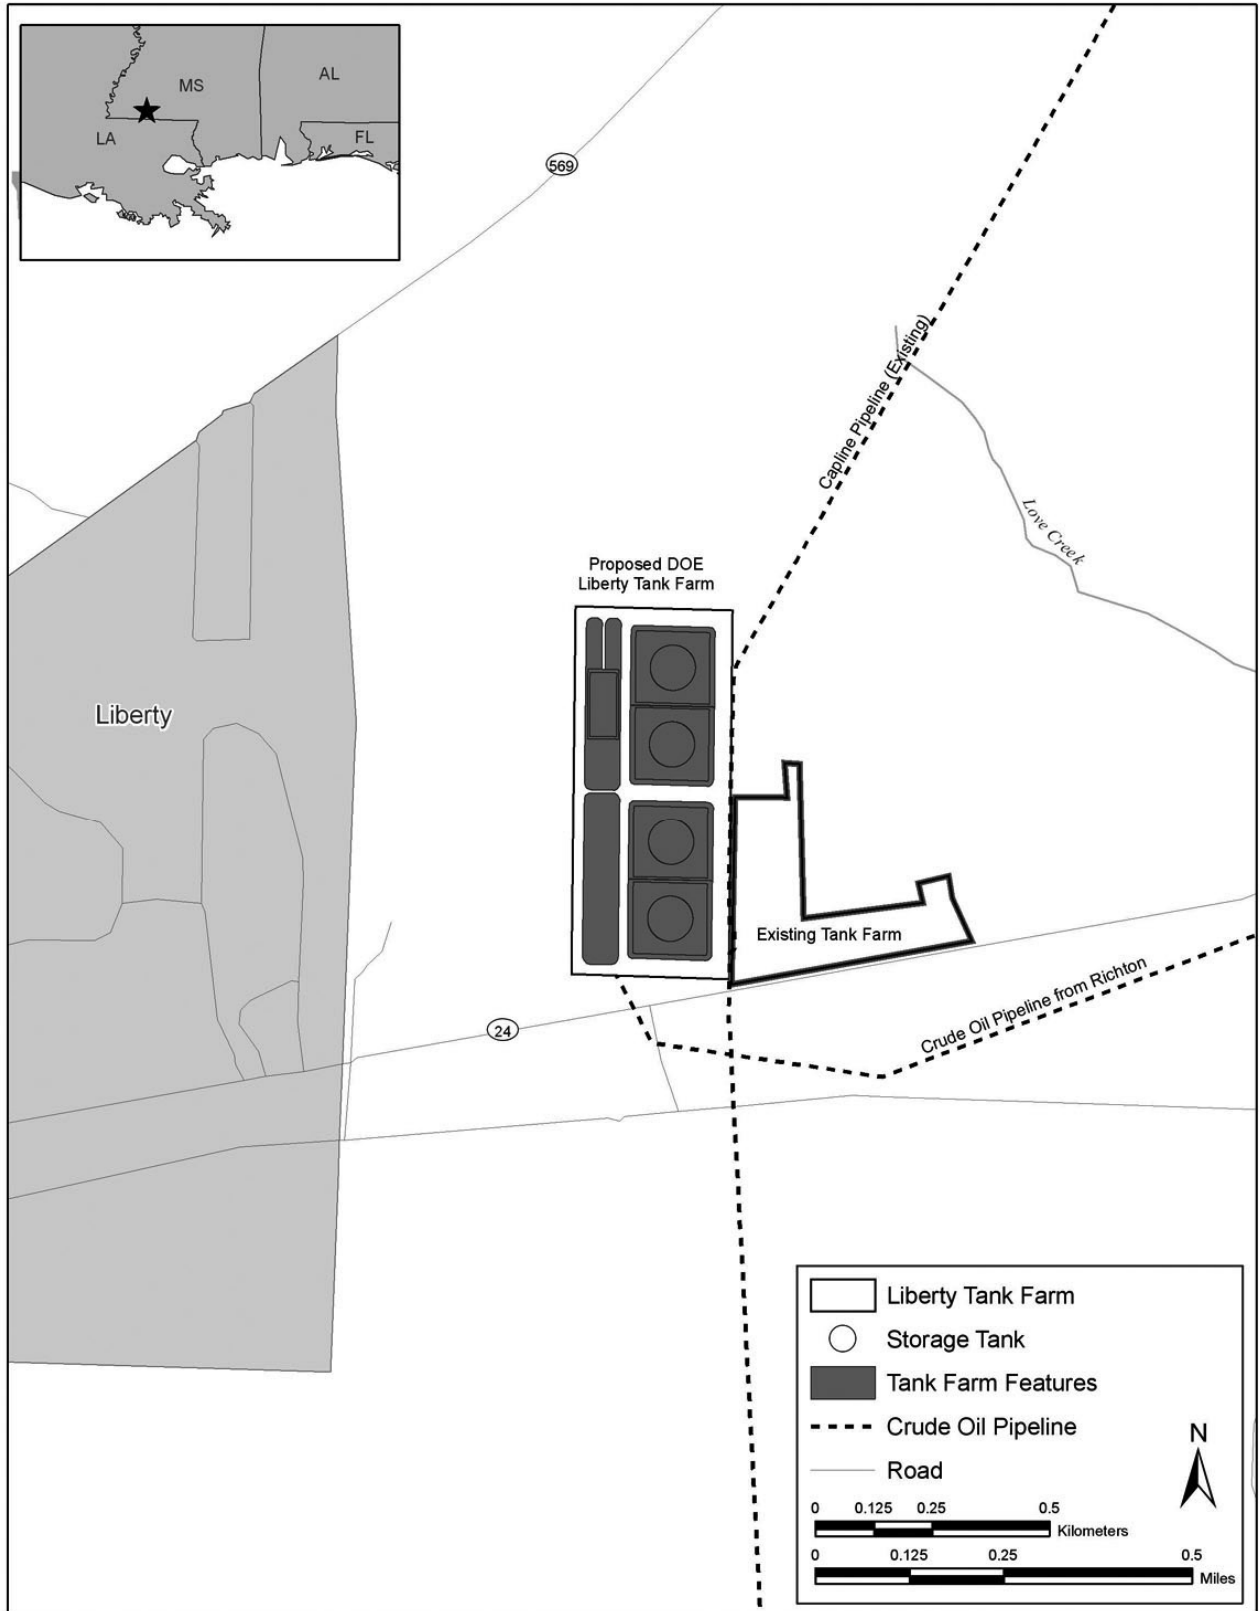 MS
AL
LA
FL
569
Capline Pipeline (Existing)
Love Creek
Proposed DOE
Liberty Tank Farm
Liberty
Existing Tank Farm
Crude Oil Pipeline from Richton
24
Liberty Tank Farm
Storage Tank
Tank Farm Features
Crude Oil Pipeline
Road
N
0 0.125 0.25 0.5
Kilometers
0 0.125 0.25 0.5
Miles